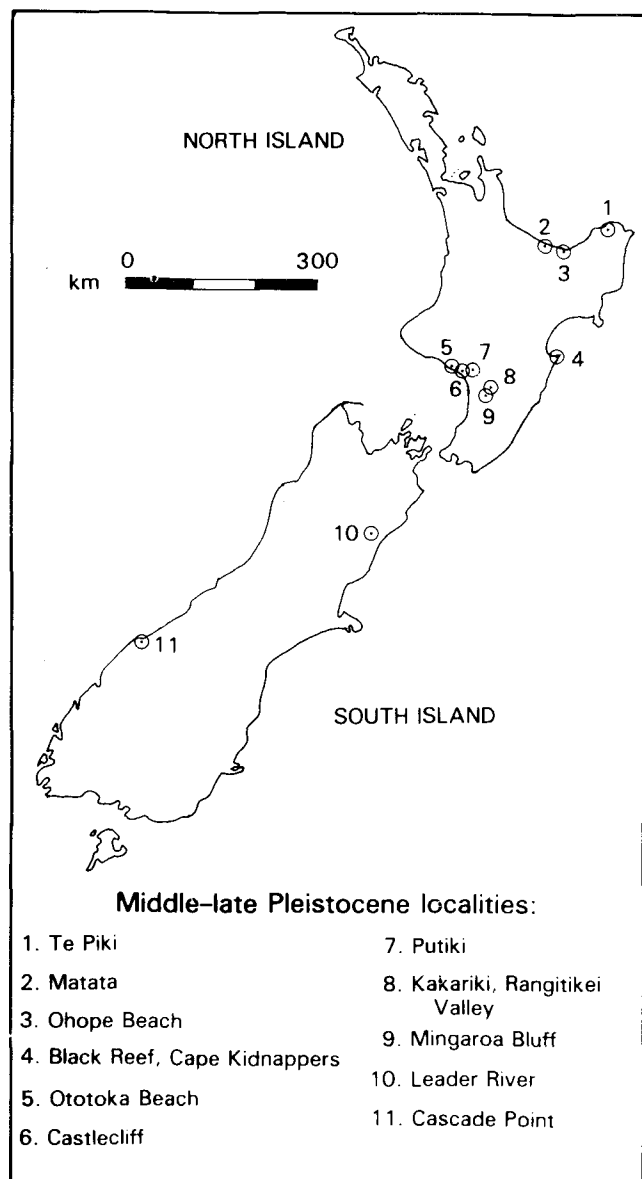 NORTH ISLAND
1
2
3
0 300
km
4
5
7
6
8
9
10
11
SOUTH ISLAND
Middle-late Pleistocene localities:
1. Te Piki
2. Matata
3. Ohope Beach
4. Black Reef, Cape Kidnappers
5. Ototoka Beach
6. Castlecliff
7. Putiki
8. Kakariki, Rangitikei
Valley
9. Mingaroa Bluff
10. Leader River
11. Cascade Point